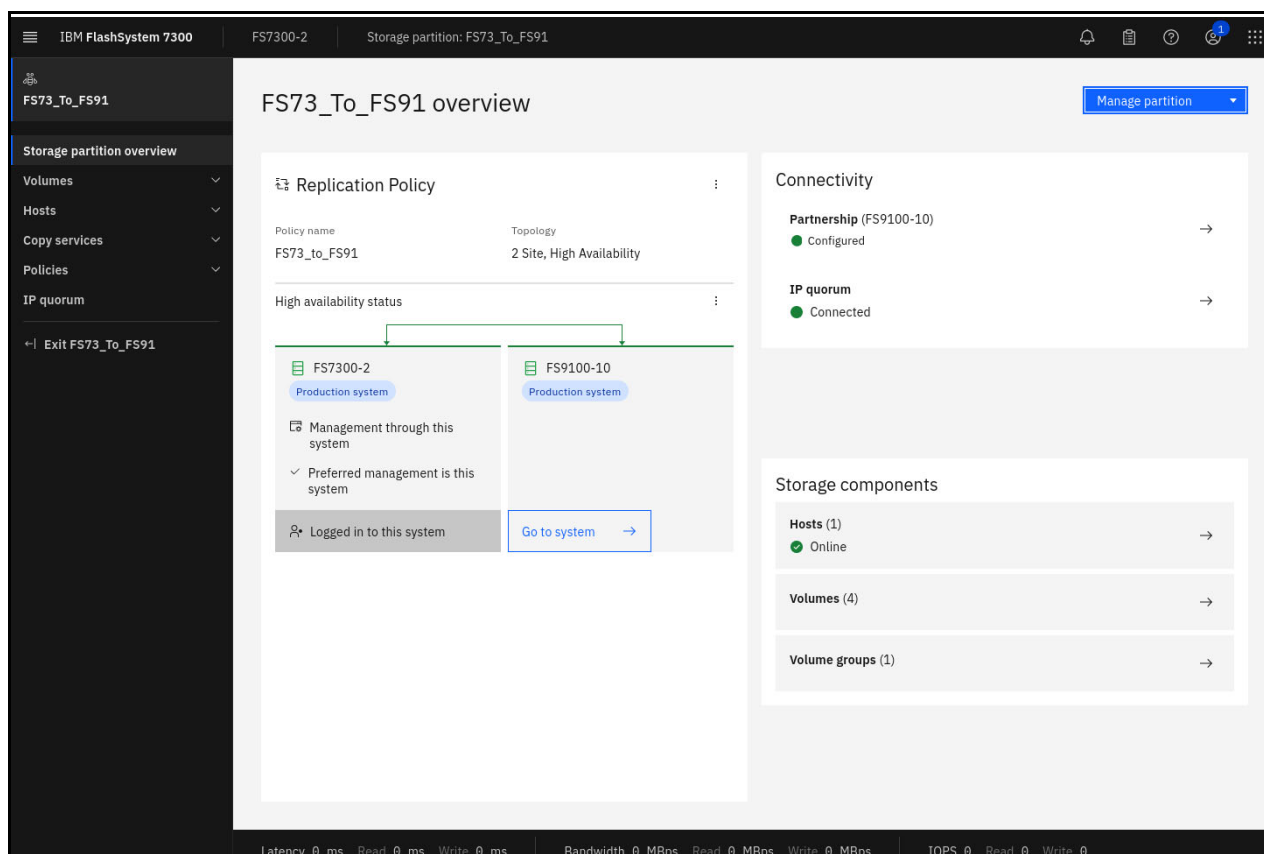 IBM FlashSystem 7300
FS7300-2
Storage partition: FS73_To_FS91
1
FS73_To_FS91
Storage partition overview
Volumes
Hosts
Copy services
Policies
IP quorum
Exit FS73_To_FS91
FS73_To_FS91 overview
Manage partition
Replication Policy
Policy name
Topology
FS73_to_FS91
2 Site, High Availability
High availability status
FS7300-2
Production system
Management through this
system
Preferred management is this
system
Logged in to this system
FS9100-10
Production system
Go to system
Connectivity
Partnership (FS9100-10)
Configured
IP quorum
Connected
Storage components
Hosts (1)
Online
Volumes (4)
Volume groups (1)
Latency 0 ms Read 0 ms Write 0 ms
Bandwidth 0 MBps Read 0 MBps Write 0 MBps
IOPS 0 Read 0 Write 0